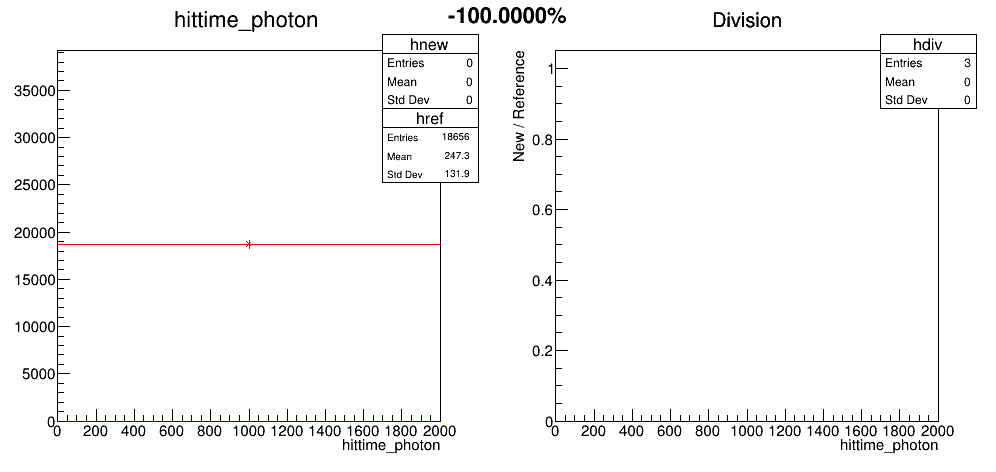 -100.0000%
hittime_photon
hnew
Entries 0
Mean 0
Std Dev 0
href
Entries 18656
Mean 247.3
Std Dev 131.9
35000
30000
25000
20000
15000
10000
5000
0
0 200 400 600 800 1000 1200 1400 1600 1800 2000
hittime_photon
Division
hdiv
Entries 3
Mean 0
Std Dev 0
New / Reference
1
0.8
0.6
0.4
0.2
0
0 200 400 600 800 1000 1200 1400 1600 1800 2000
hittime_photon